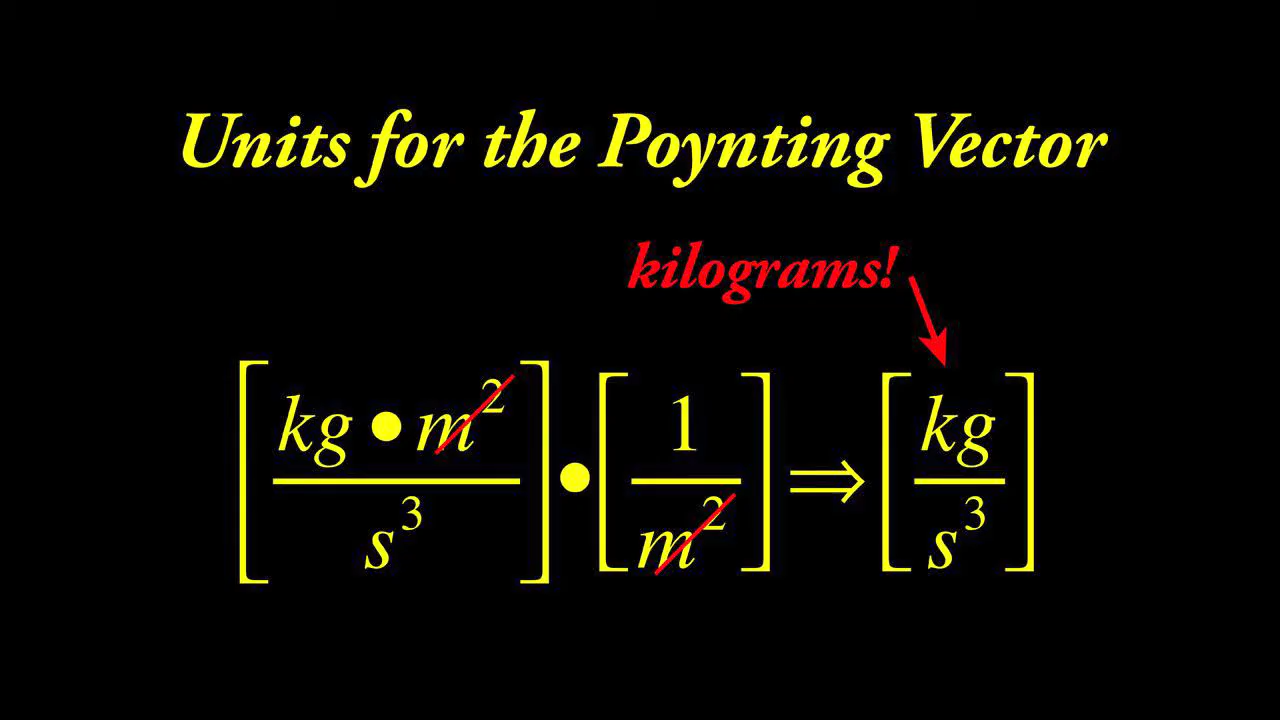 Units for the Poynting Vector
kilograms!
[kg • m²/s³] • [1/m²] ⇒ [kg/s³]